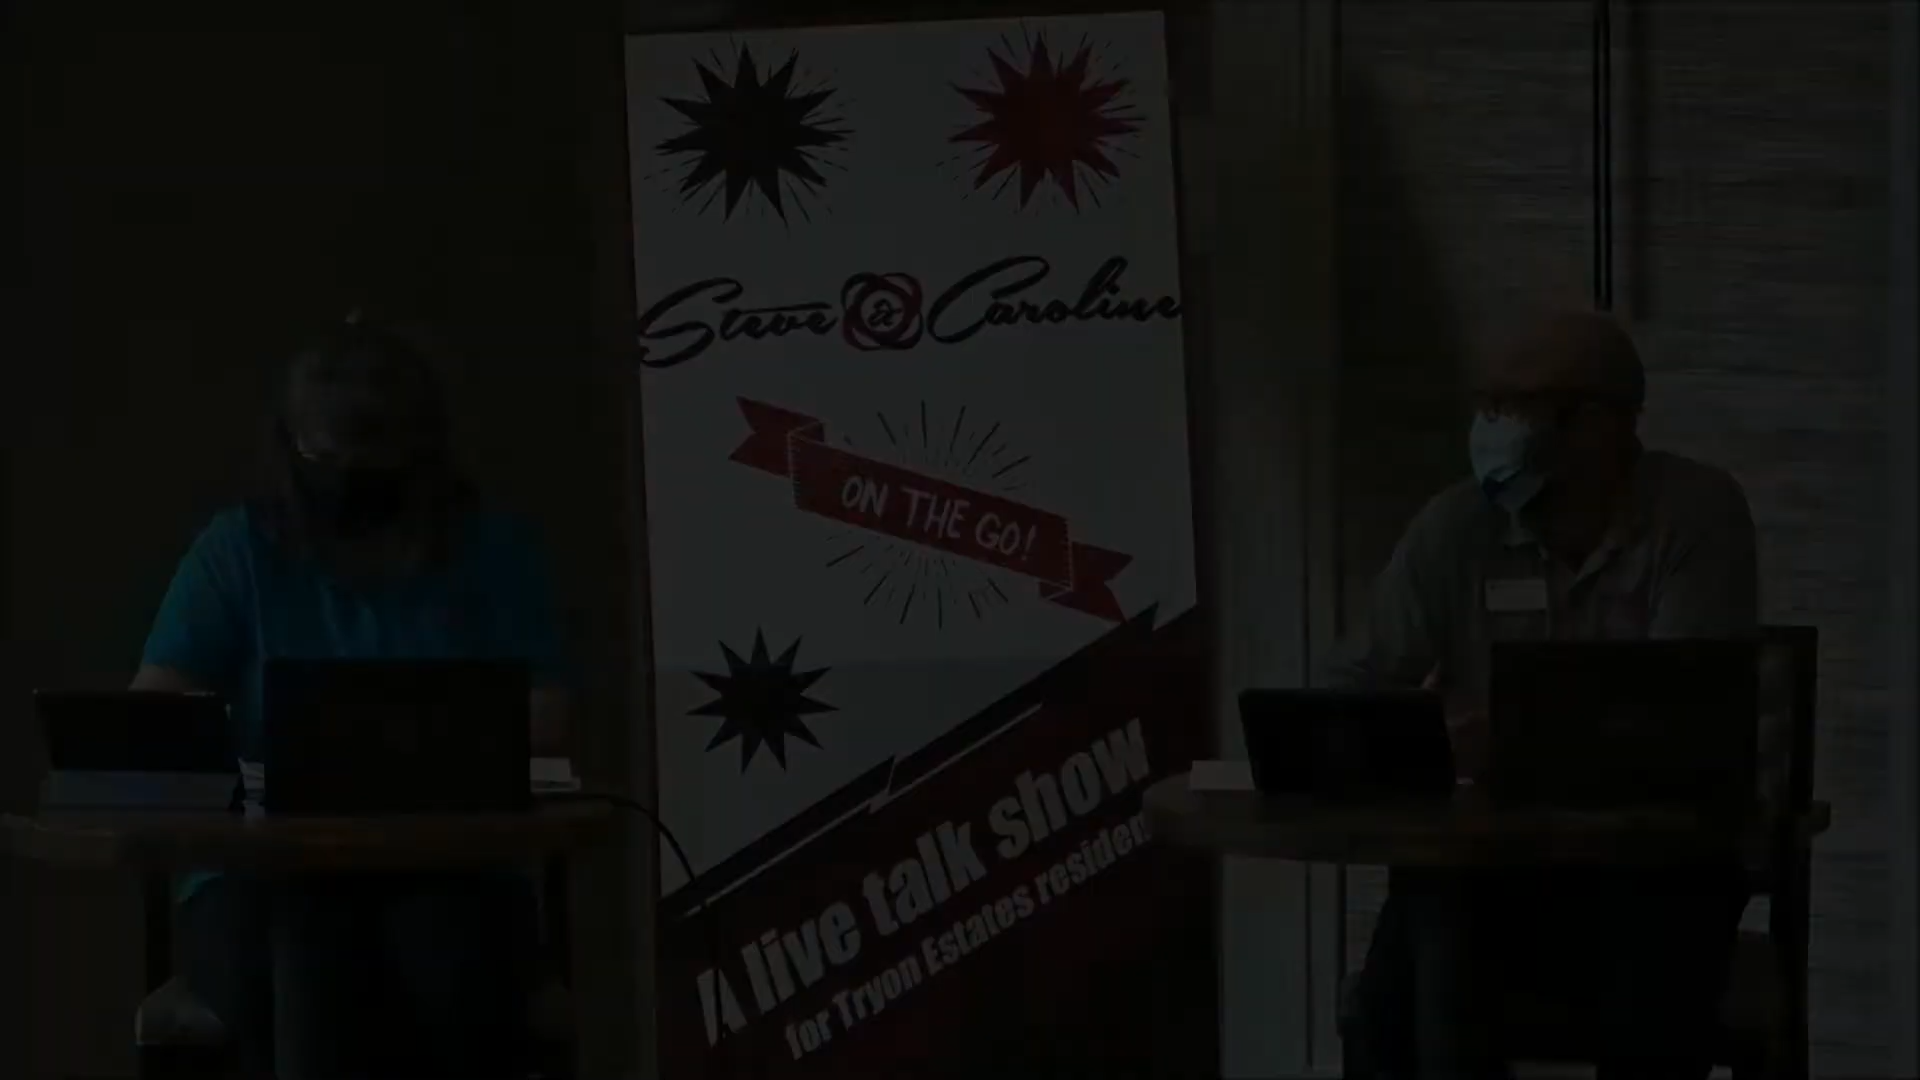 Steve & Caroline
ON THE GO!
A live talk show
for Tryon Estates residen